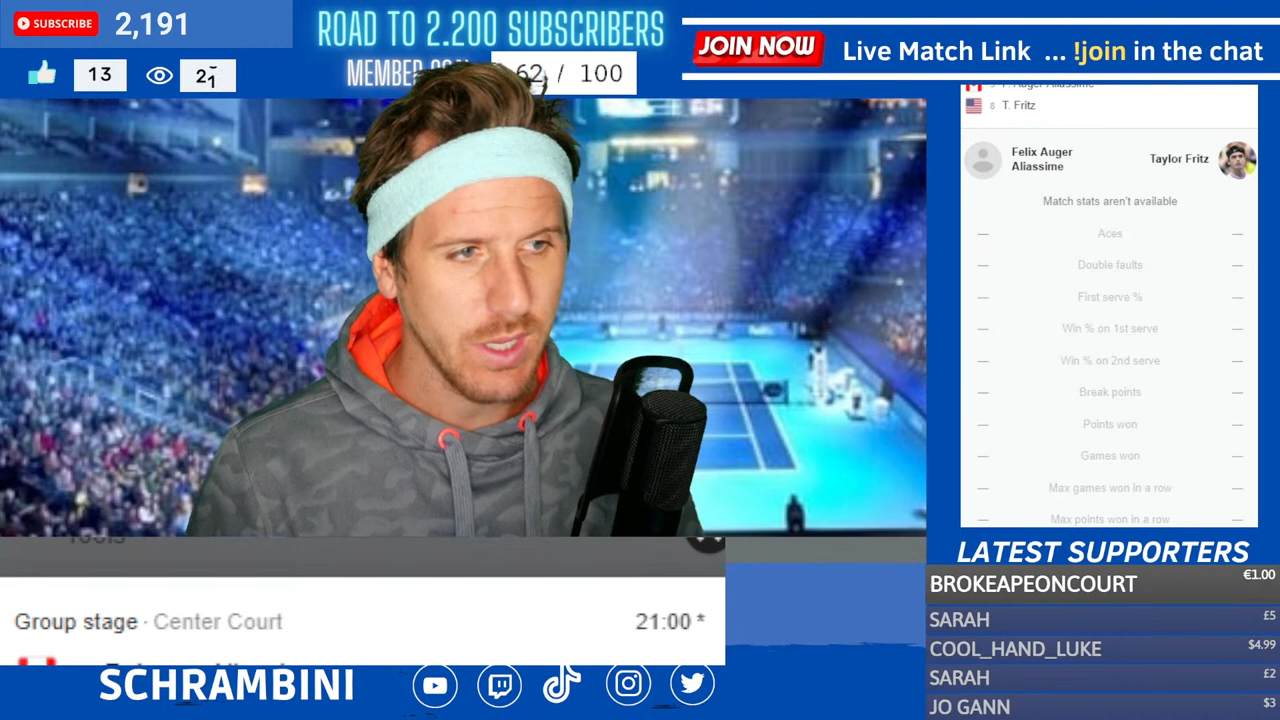 SUBSCRIBE
2,191
13
ROAD TO 2.200 SUBSCRIBERS
MEMBER
62 / 100
JOIN NOW
Live Match Link ... !join in the chat
6 T. Fritz
Felix Auger
Aliassime
Taylor Fritz
Match stats aren't available
— Aces —
— Double faults —
— First serve % —
— Win % on 1st serve —
— Win % on 2nd serve —
— Break points —
— Points won —
— Games won —
— Max games won in a row —
— Max points won in a row —
Group stage · Center Court
21:00 *
LATEST SUPPORTERS
BROKEAPEONCOURT €1.00
SARAH £5
COOL_HAND_LUKE $4.99
SARAH £2
JO GANN $3
SCHRAMBINI